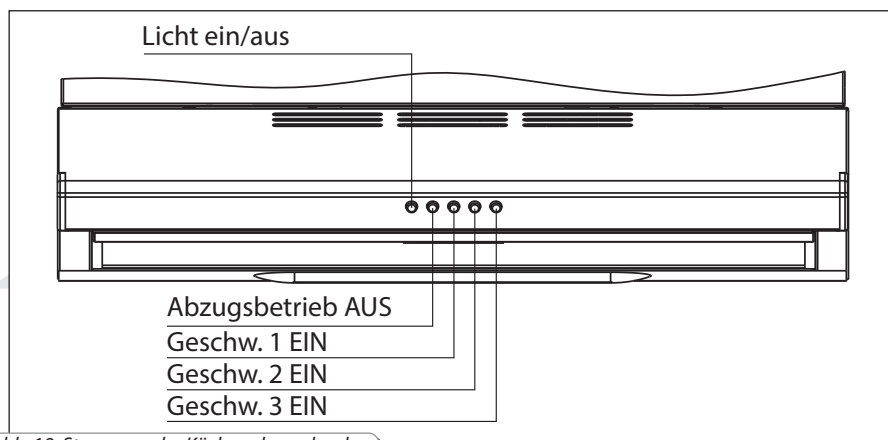 Licht ein/aus
Abzugsbetrieb AUS
Geschw. 1 EIN
Geschw. 2 EIN
Geschw. 3 EIN